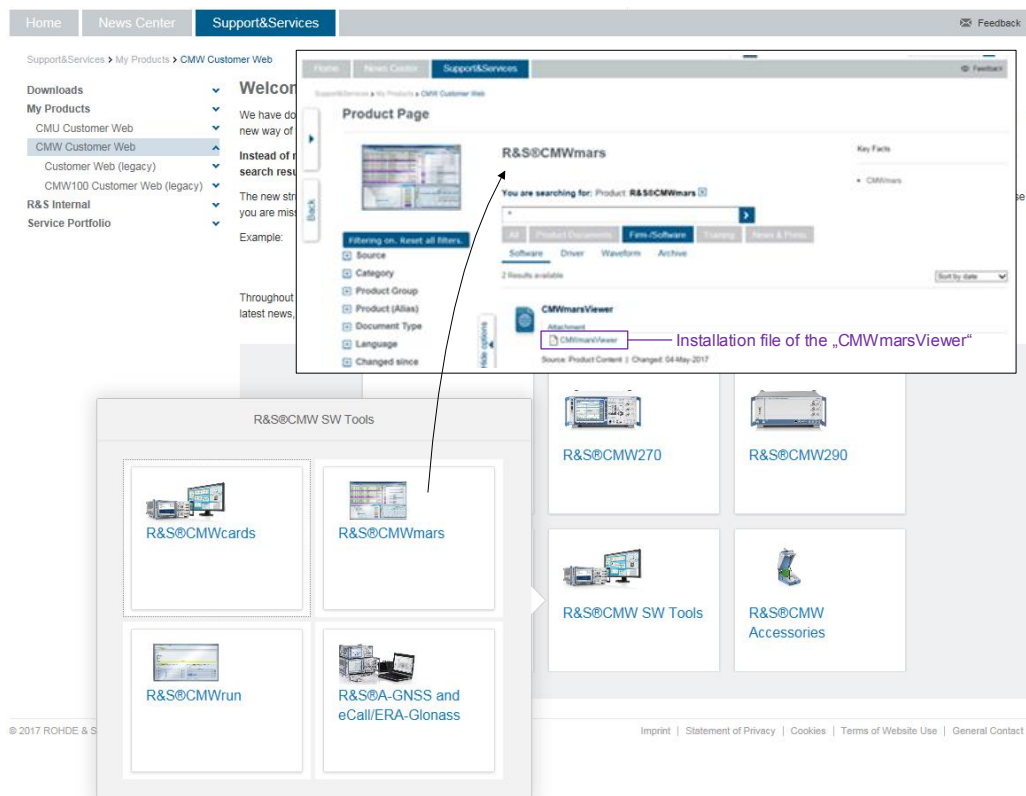 Home News Center Support&Services Feedback
Support&Services > My Products > CMW Customer Web
Downloads
My Products
CMU Customer Web
CMW Customer Web
Customer Web (legacy)
CMW100 Customer Web (legacy)
R&S Internal
Service Portfolio
We have do
new way of
Instead of
The new str
you are mis
Example:
Throughout
latest news,
Home News Center Support&Services Feedback
Support&Services > My Products > CMW Customer Web
Product Page
Back
R&S®CMWmars
Key Facts
CMWmars
You are searching for: Product: R&S®CMWmars
*
All Product Documents Firm-/Software Training News & Press
Software Driver Waveform Archive
2 Results available
Sort by date
Filtering on. Reset all filters.
Source
Category
Product Group
Product (Alias)
Document Type
Language
Changed since
Hide options
CMWmarsViewer
Attachment
CMWmarsViewer
Installation file of the „CMWmarsViewer“
Source: Product Content | Changed: 04-May-2017
R&S®CMW270
R&S®CMW290
R&S®CMW SW Tools
R&S®CMW
Accessories
R&S®CMW SW Tools
R&S®CMWcards
R&S®CMWmars
R&S®CMWrun
R&S®A-GNSS and
eCall/ERA-Glonass
© 2017 ROHDE & S
Imprint | Statement of Privacy | Cookies | Terms of Website Use | General Contact